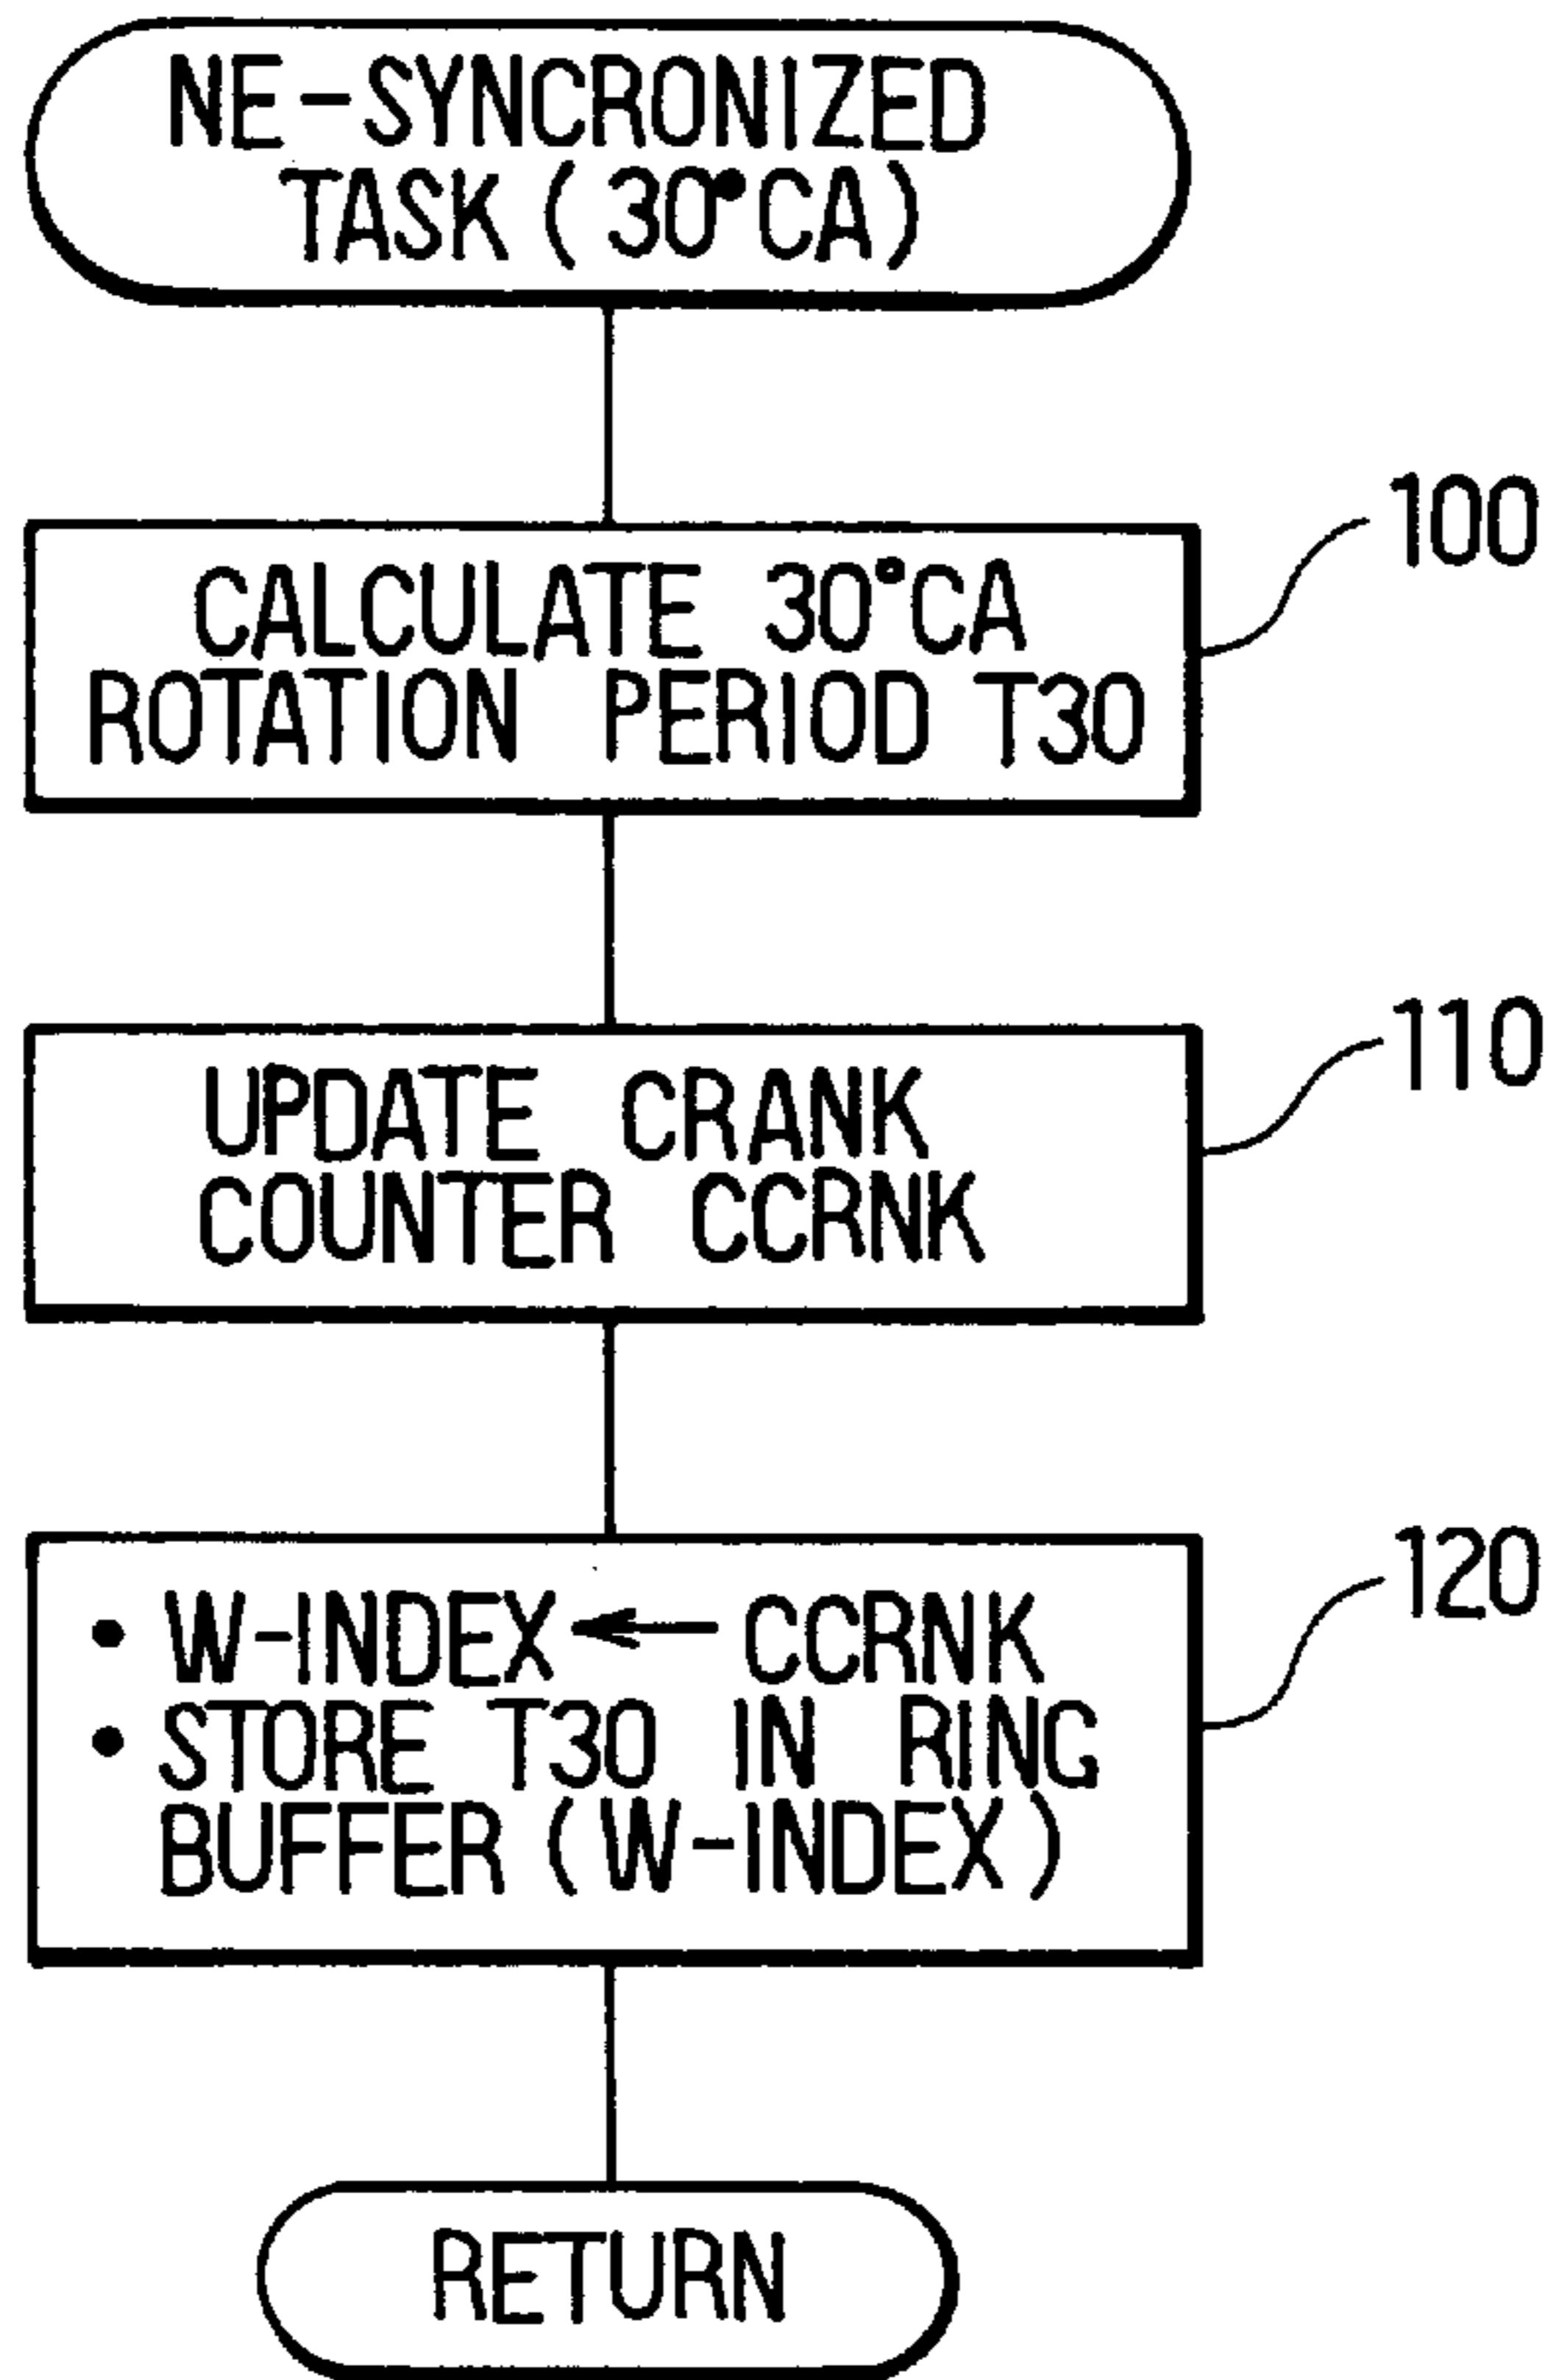 NE-SYNCRONIZED
TASK (30°CA)
100
CALCULATE 30°CA
ROTATION PERIOD T30
110
UPDATE CRANK
COUNTER CCRNK
120
• W-INDEX ← CCRNK
• STORE T30 IN RING
BUFFER (W-INDEX)
RETURN